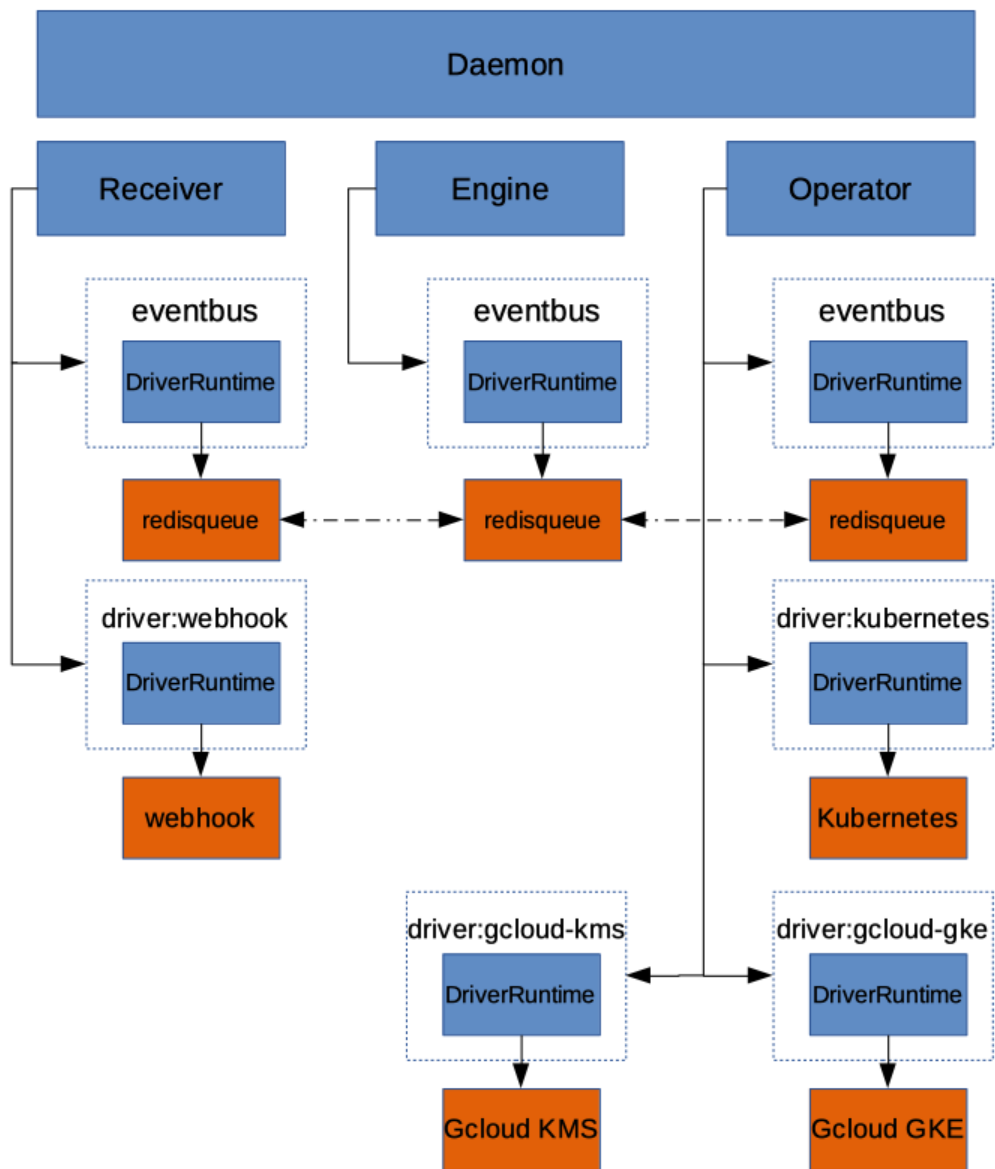 Daemon
Receiver
Engine
Operator
eventbus
eventbus
eventbus
DriverRuntime
DriverRuntime
DriverRuntime
redisqueue
redisqueue
redisqueue
driver:webhook
driver:kubernetes
DriverRuntime
DriverRuntime
webhook
Kubernetes
driver:gcloud-kms
driver:gcloud-gke
DriverRuntime
DriverRuntime
Gcloud KMS
Gcloud GKE